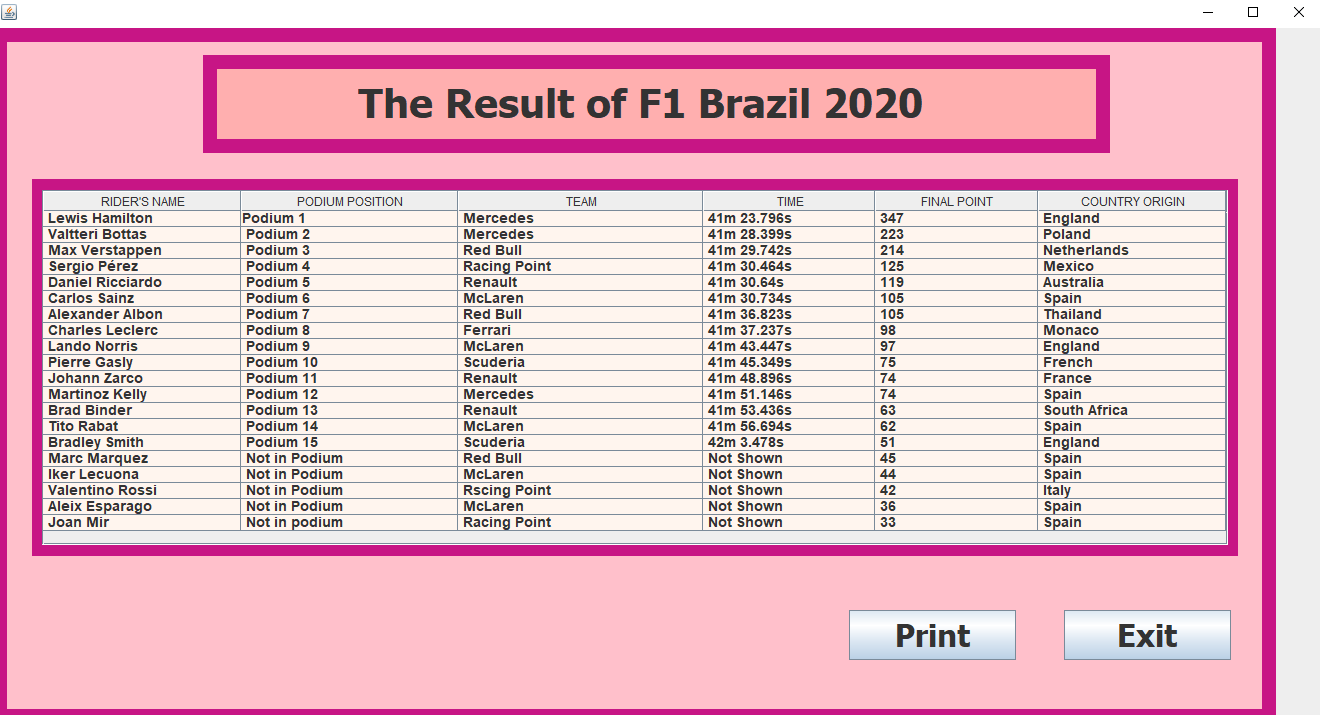 The Result of F1 Brazil 2020
RIDER'S NAME PODIUM POSITION TEAM TIME FINAL POINT COUNTRY ORIGIN
Lewis Hamilton Podium 1 Mercedes 41m 23.796s 347 England
Valtteri Bottas Podium 2 Mercedes 41m 28.399s 223 Poland
Max Verstappen Podium 3 Red Bull 41m 29.742s 214 Netherlands
Sergio Pérez Podium 4 Racing Point 41m 30.464s 125 Mexico
Daniel Ricciardo Podium 5 Renault 41m 30.64s 119 Australia
Carlos Sainz Podium 6 McLaren 41m 30.734s 105 Spain
Alexander Albon Podium 7 Red Bull 41m 36.823s 105 Thailand
Charles Leclerc Podium 8 Ferrari 41m 37.237s 98 Monaco
Lando Norris Podium 9 McLaren 41m 43.447s 97 England
Pierre Gasly Podium 10 Scuderia 41m 45.349s 75 French
Johann Zarco Podium 11 Renault 41m 48.896s 74 France
Martinoz Kelly Podium 12 Mercedes 41m 51.146s 74 Spain
Brad Binder Podium 13 Renault 41m 53.436s 63 South Africa
Tito Rabat Podium 14 McLaren 41m 56.694s 62 Spain
Bradley Smith Podium 15 Scuderia 42m 3.478s 51 England
Marc Marquez Not in Podium Red Bull Not Shown 45 Spain
Iker Lecuona Not in Podium McLaren Not Shown 44 Spain
Valentino Rossi Not in Podium Rscing Point Not Shown 42 Italy
Aleix Esparago Not in Podium McLaren Not Shown 36 Spain
Joan Mir Not in podium Racing Point Not Shown 33 Spain
Print Exit